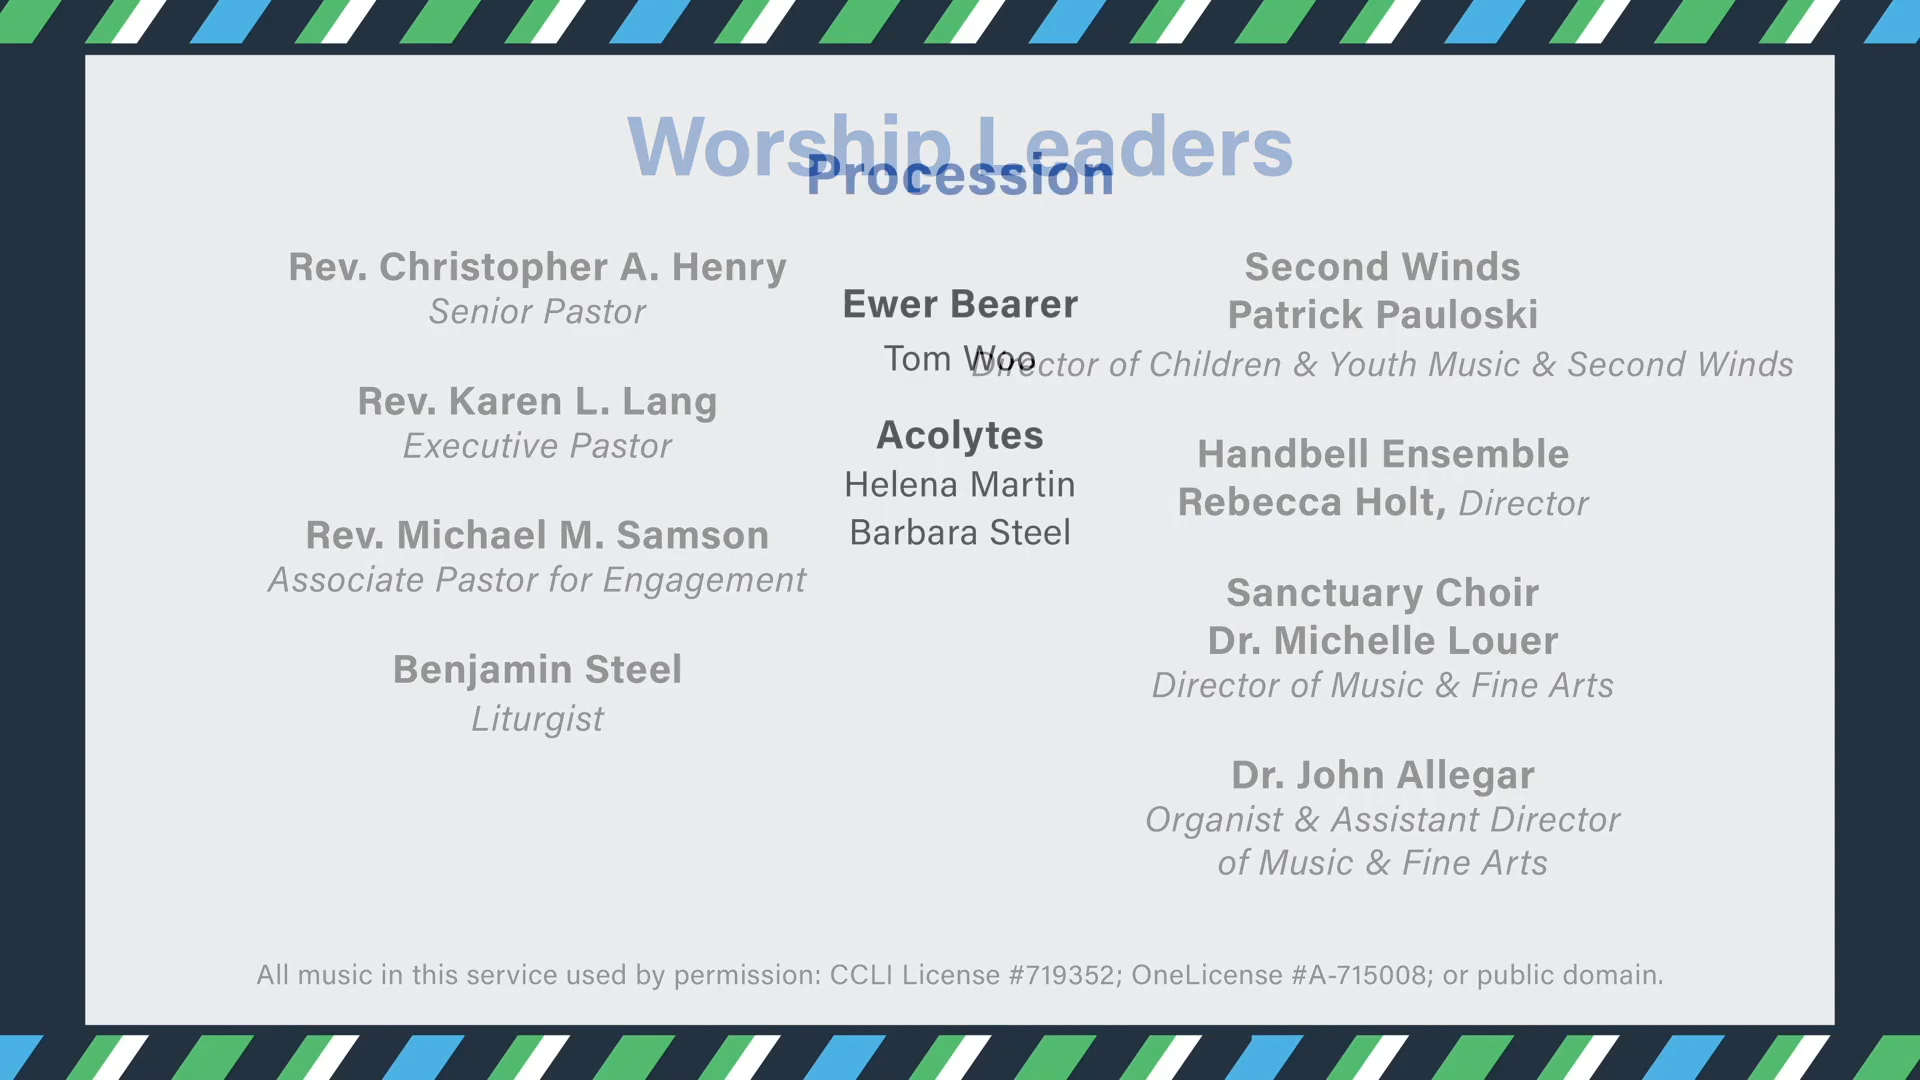 Worship Leaders
Procession
Rev. Christopher A. Henry
Senior Pastor
Rev. Karen L. Lang
Executive Pastor
Rev. Michael M. Samson
Associate Pastor for Engagement
Benjamin Steel
Liturgist
Ewer Bearer
Tom Woo
Acolytes
Helena Martin
Barbara Steel
Second Winds
Patrick Pauloski
Director of Children & Youth Music & Second Winds
Handbell Ensemble
Rebecca Holt, Director
Sanctuary Choir
Dr. Michelle Louer
Director of Music & Fine Arts
Dr. John Allegar
Organist & Assistant Director
of Music & Fine Arts
All music in this service used by permission: CCLI License #719352; OneLicense #A-715008; or public domain.